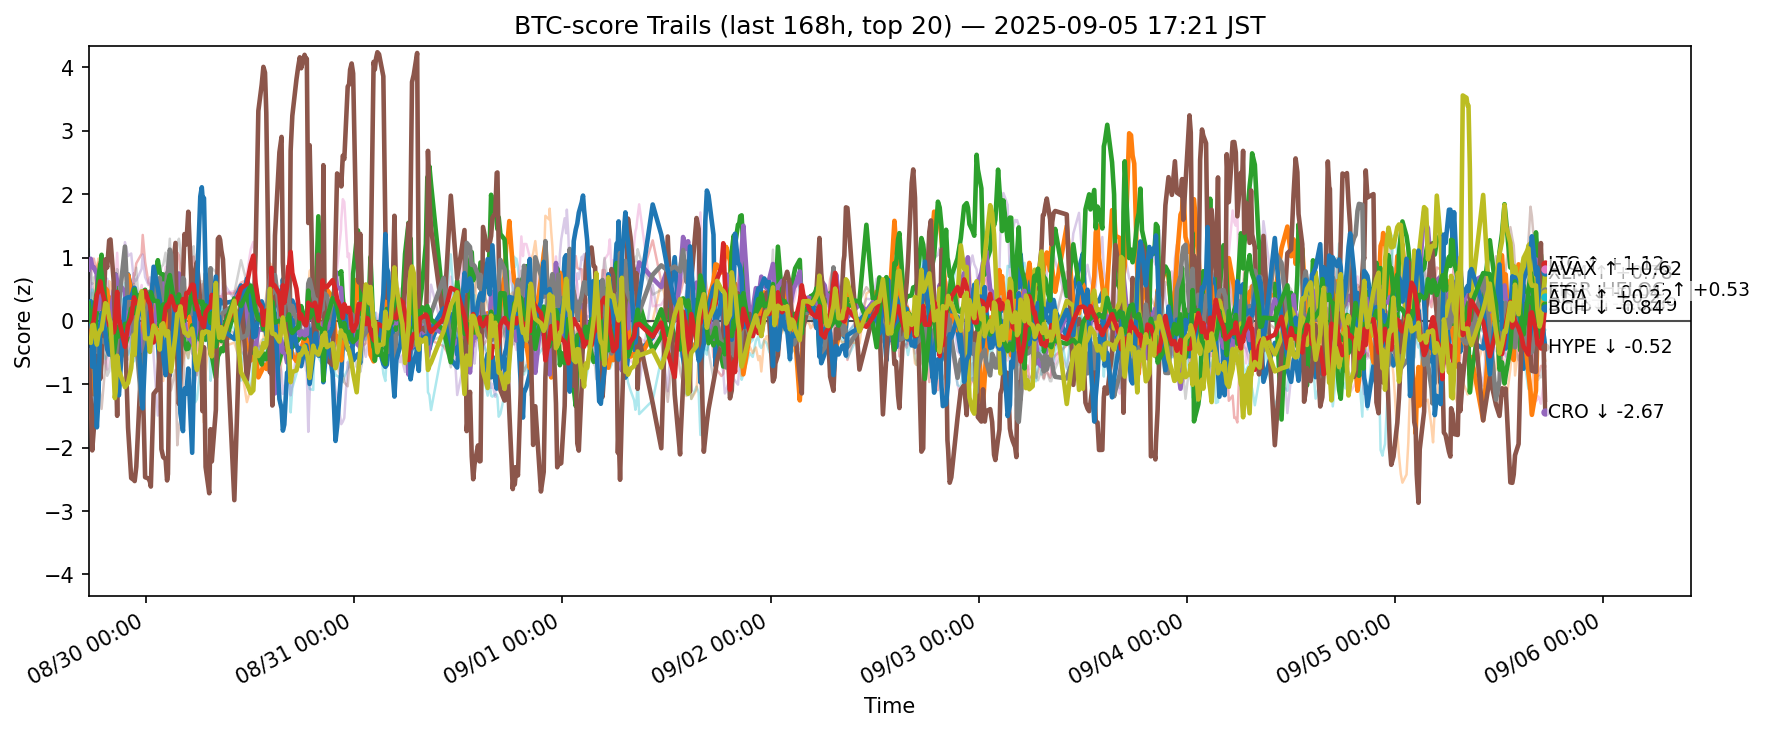 BTC-score Trails (last 168h, top 20) — 2025-09-05 17:21 JST
Score (z)
4
3
2
1
0
−1
−2
−3
−4
AVAX ↑ +0.62
↑ +0.53
ADA ↑ +0.22
BCH ↓ -0.84
HYPE ↓ -0.52
CRO ↓ -2.67
08/30 00:00
08/31 00:00
09/01 00:00
09/02 00:00
09/03 00:00
09/04 00:00
09/05 00:00
09/06 00:00
Time